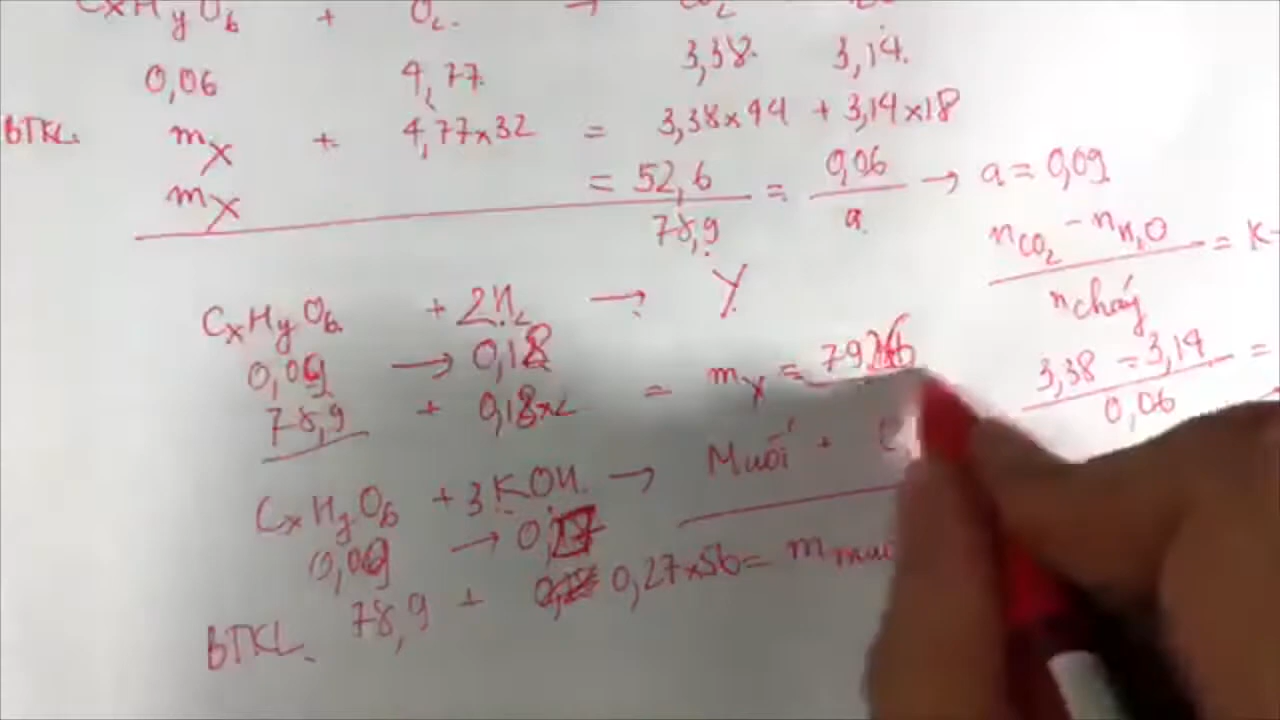 CxHyO6 + O2 →
0,06 4,77 3,38 3,14
BTKL mX + 4,77x32 = 3,38x44 + 3,14x18
mX = 52,6/78,9 = 0,06/a → a = 0,09
nCO2 - nH2O / n cháy = K-
3,38 - 3,14 / 0,06 =
CxHyO6 + 2H2 → Y
0,09 → 0,18
78,9 + 0,18x2 = mY = 79,26
CxHyO6 + 3KOH → Muối +
0,09 → 0,27
BTKL 78,9 + 0,27x56 = m muố